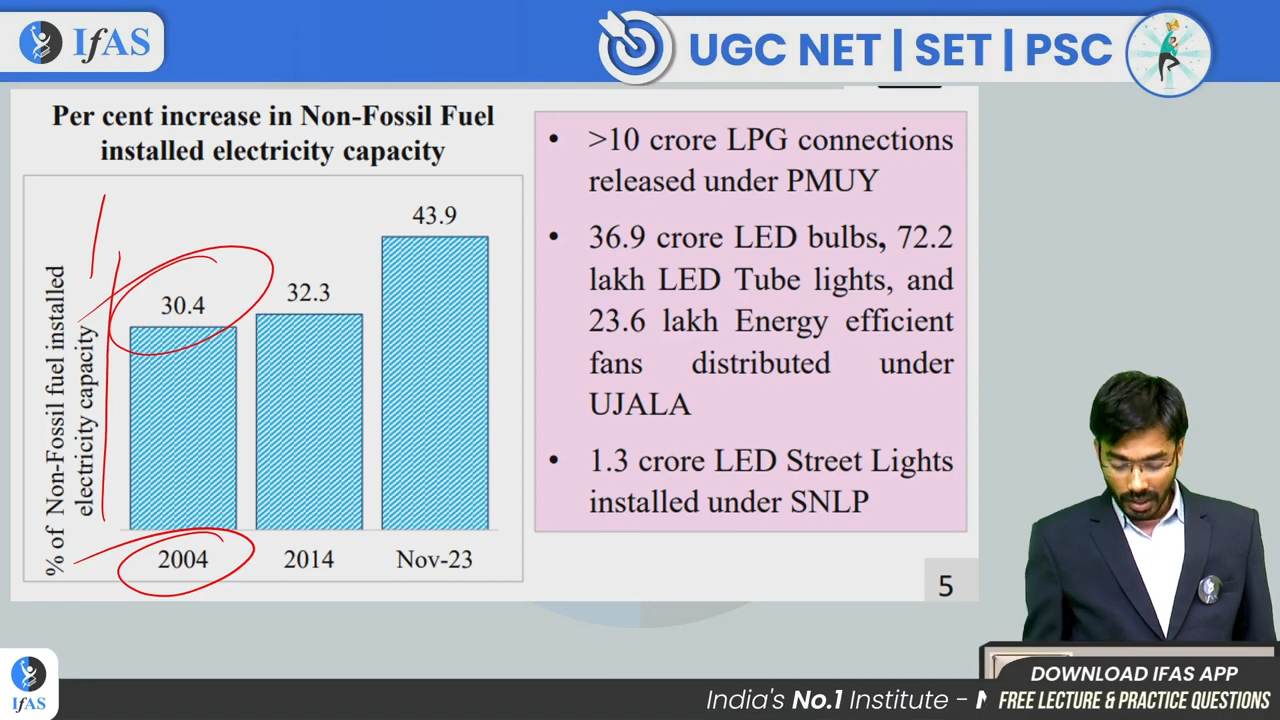 IfAS
UGC NET | SET | PSC
Per cent increase in Non-Fossil Fuel
installed electricity capacity
% of Non-Fossil fuel installed
electricity capacity
30.4
32.3
43.9
2004
2014
Nov-23
• >10 crore LPG connections
released under PMUY
• 36.9 crore LED bulbs, 72.2
lakh LED Tube lights, and
23.6 lakh Energy efficient
fans distributed under
UJALA
• 1.3 crore LED Street Lights
installed under SNLP
5
DOWNLOAD IFAS APP
IfAS
India's No.1 Institute -
FREE LECTURE & PRACTICE QUESTIONS